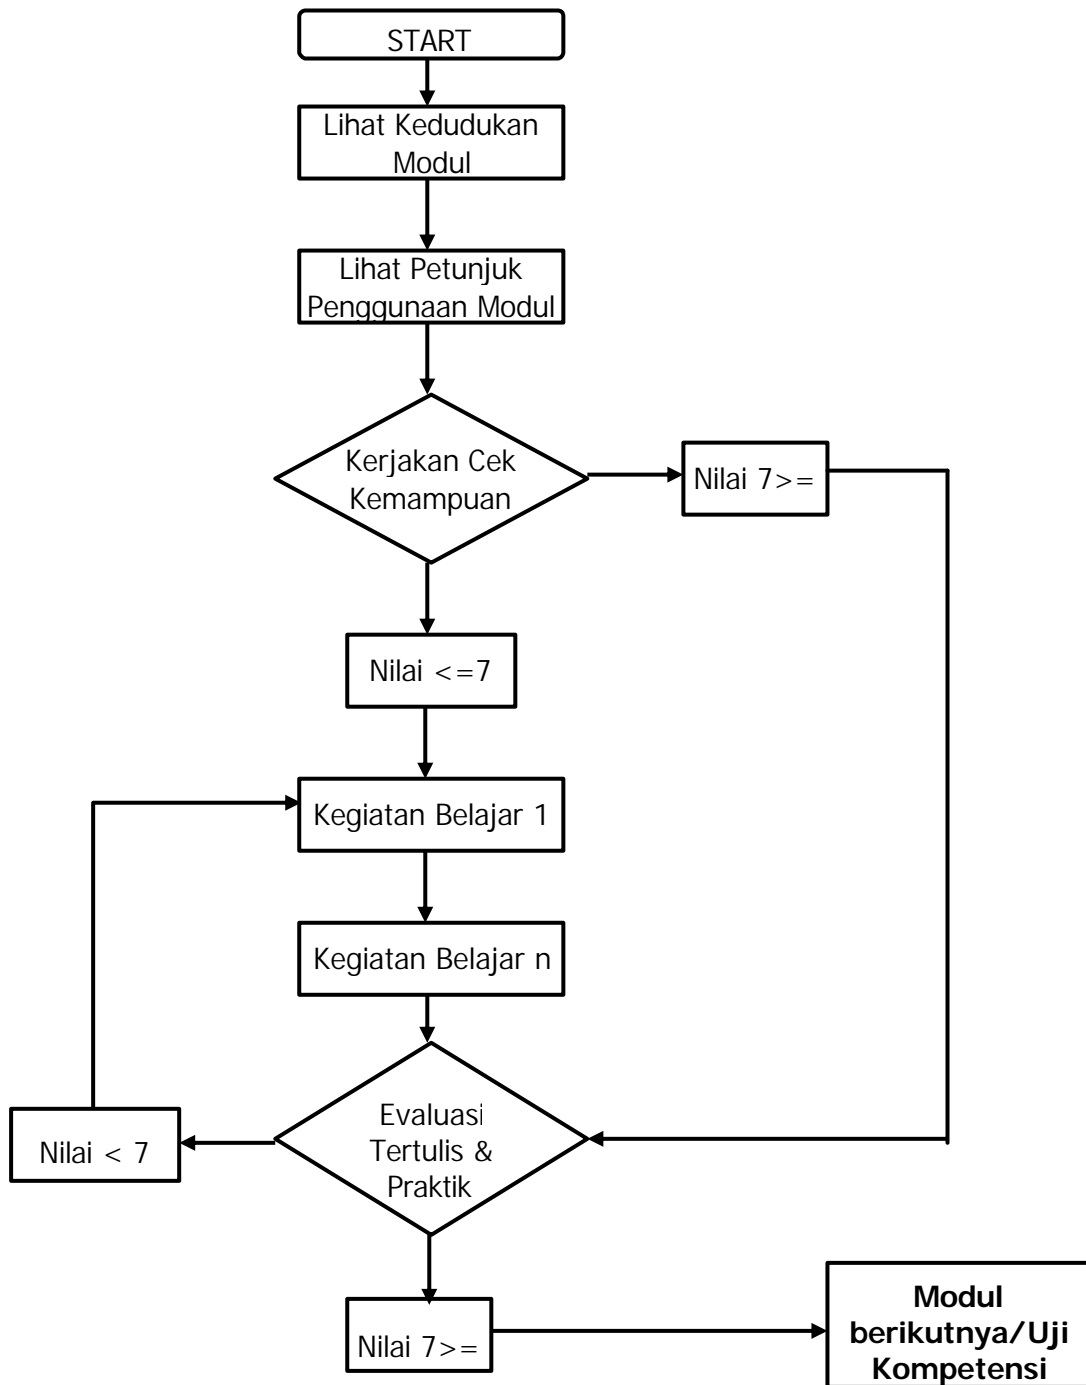 START
Lihat Kedudukan
Modul
Lihat Petunjuk
Penggunaan Modul
Kerjakan Cek
Kemampuan
Nilai 7>=
Nilai <=7
Kegiatan Belajar 1
Kegiatan Belajar n
Evaluasi
Tertulis &
Praktik
Nilai < 7
Nilai 7>=
Modul
berikutnya/Uji
Kompetensi